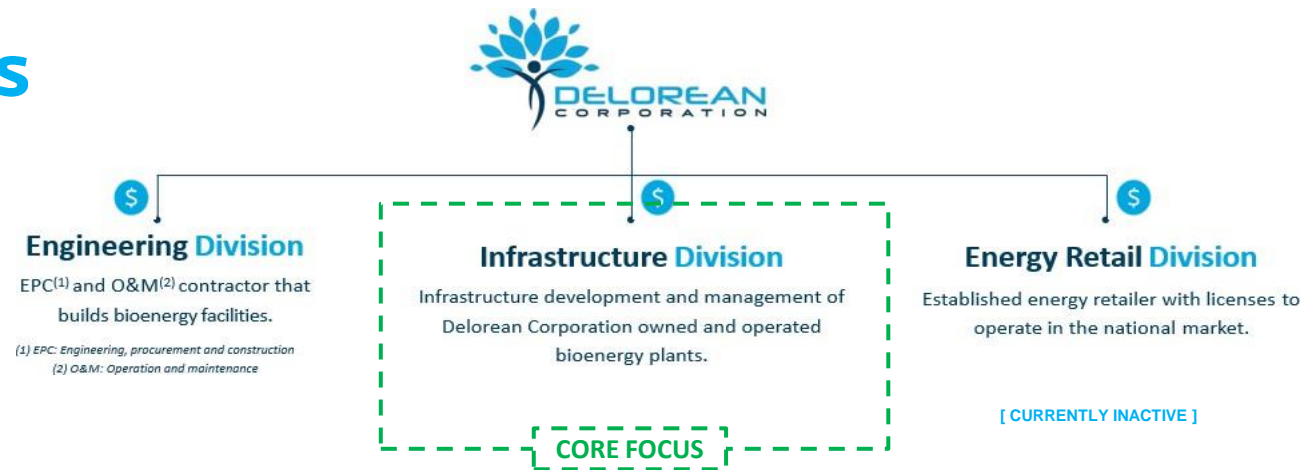 s
DELOREAN
CORPORATION
$
$
$
Engineering Division
EPC(1) and O&M(2) contractor that
builds bioenergy facilities.
(1) EPC: Engineering, procurement and construction
(2) O&M: Operation and maintenance
Infrastructure Division
Infrastructure development and management of
Delorean Corporation owned and operated
bioenergy plants.
CORE FOCUS
Energy Retail Division
Established energy retailer with licenses to
operate in the national market.
[ CURRENTLY INACTIVE ]